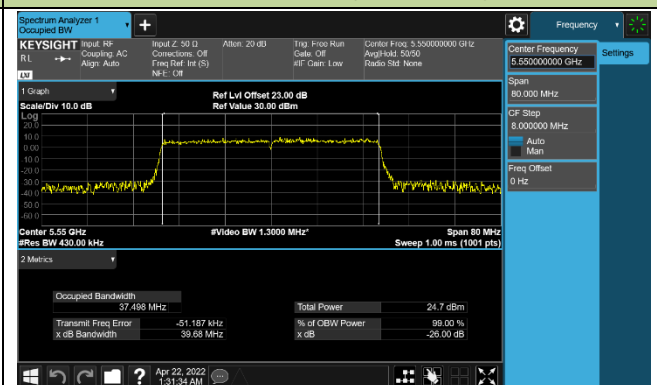 Spectrum Analyzer 1
Occupied BW
+
Frequency
KEYSIGHT Input: RF Input Z: 50 Ω Atten: 20 dB Trig: Free Run Center Freq: 5.550000000 GHz
RL Coupling: AC Corrections: Off Gate: Off Avg|Hold: 50/50
Align: Auto Freq Ref: Int (S) #IF Gain: Low Radio Std: None
NFE: Off
LXI
Center Frequency
5.550000000 GHz
Settings
Span
80.000 MHz
CF Step
8.000000 MHz
Auto
Man
Freq Offset
0 Hz
1 Graph
Ref Lvl Offset 23.00 dB
Scale/Div 10.0 dB Ref Value 30.00 dBm
Log
20.0
10.0
0.00
-10.0
-20.0
-30.0
-40.0
-50.0
-60.0
Center 5.55 GHz #Video BW 1.3000 MHz* Span 80 MHz
#Res BW 430.00 kHz Sweep 1.00 ms (1001 pts)
2 Metrics
Occupied Bandwidth
37.498 MHz Total Power 24.7 dBm
Transmit Freq Error -51.187 kHz % of OBW Power 99.00 %
x dB Bandwidth 39.68 MHz x dB -26.00 dB
? Apr 22, 2022
1:31:34 AM